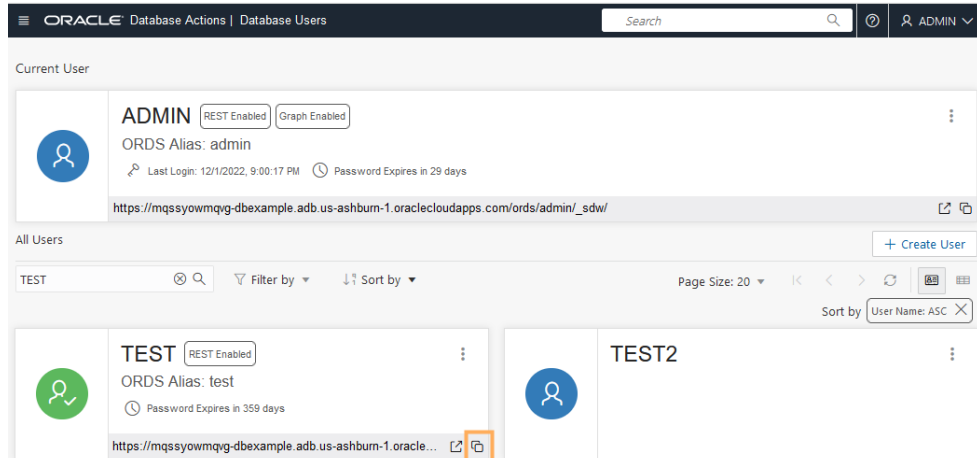 ORACLE Database Actions | Database Users Search ADMIN
Current User
ADMIN REST Enabled Graph Enabled
ORDS Alias: admin
Last Login: 12/1/2022, 9:00:17 PM Password Expires in 29 days
https://mqssyowmqvg-dbexample.adb.us-ashburn-1.oraclecloudapps.com/ords/admin/_sdw/
All Users
+ Create User
TEST Filter by Sort by Page Size: 20
Sort by User Name: ASC
TEST REST Enabled
ORDS Alias: test
Password Expires in 359 days
https://mqssyowmqvg-dbexample.adb.us-ashburn-1.oracle...
TEST2